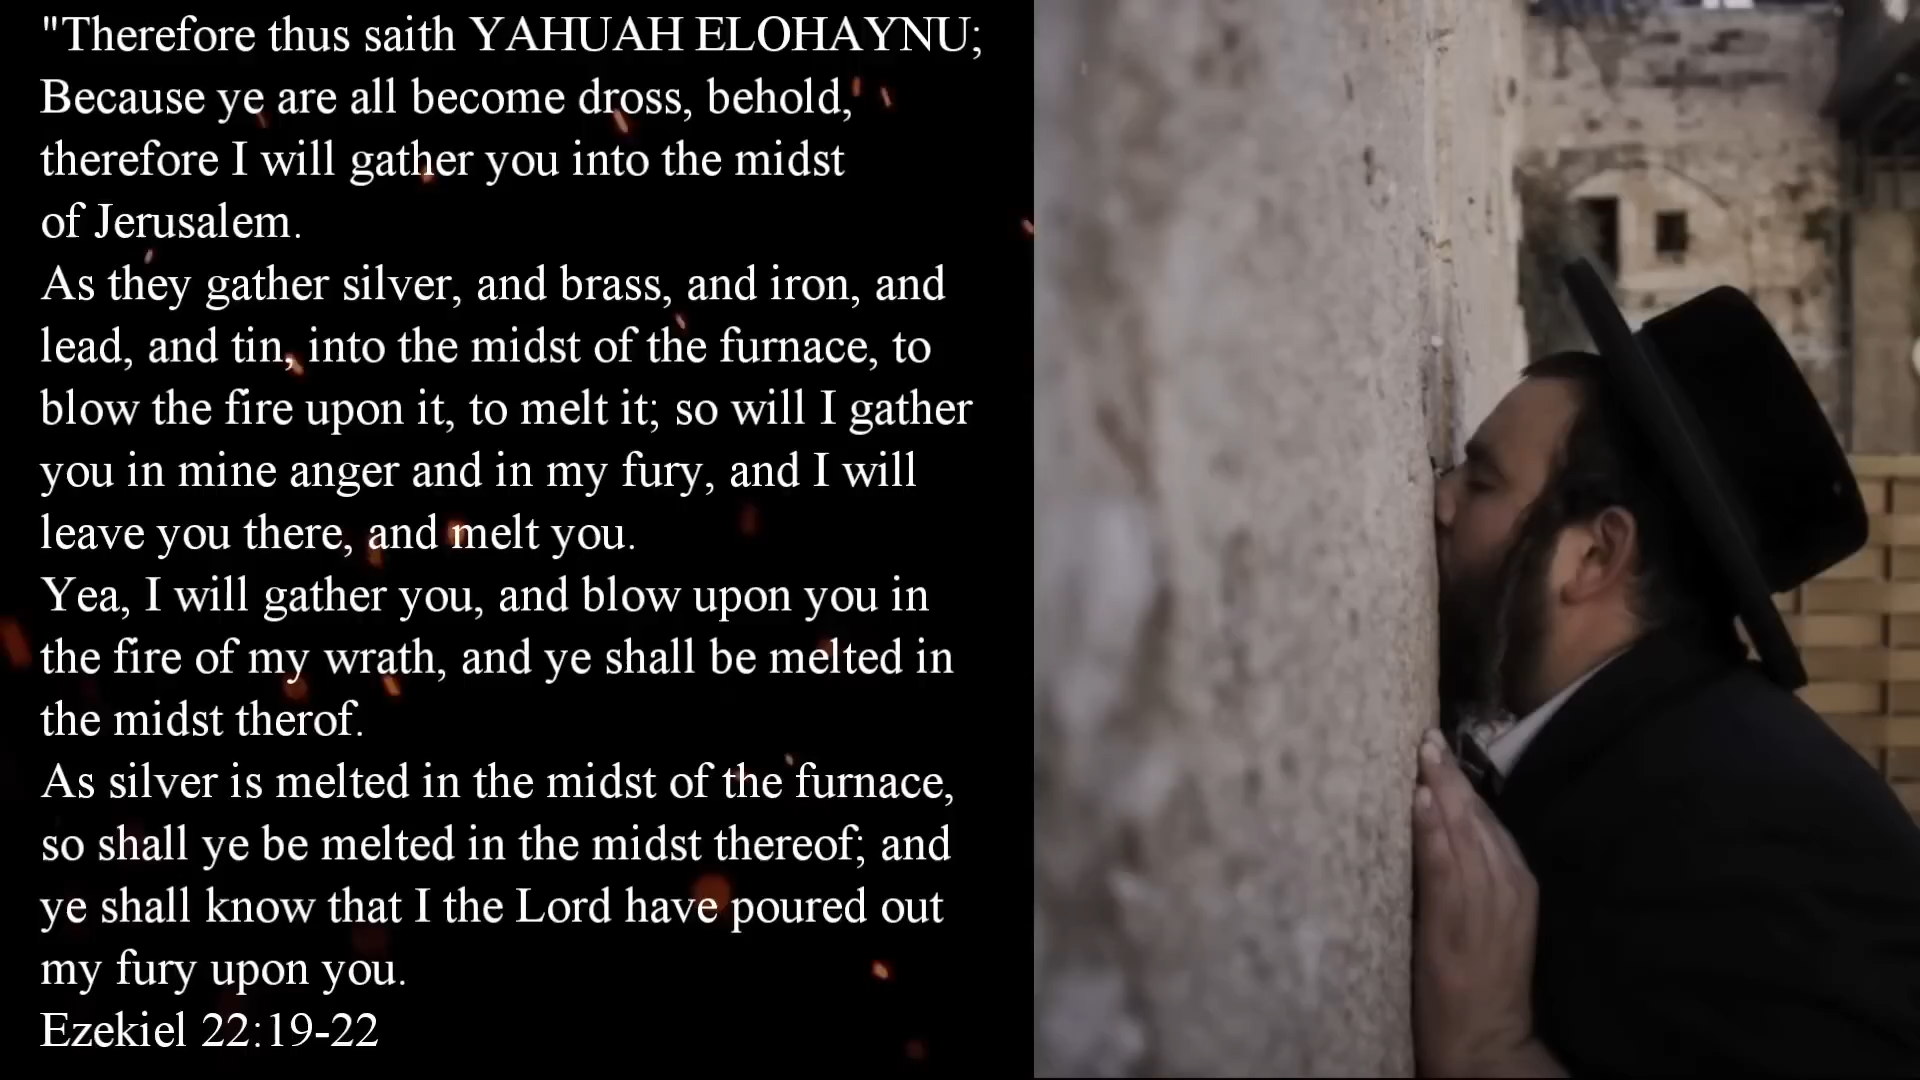 "Therefore thus saith YAHUAH ELOHAYNU;
Because ye are all become dross, behold,
therefore I will gather you into the midst
of Jerusalem.
As they gather silver, and brass, and iron, and
lead, and tin, into the midst of the furnace, to
blow the fire upon it, to melt it; so will I gather
you in mine anger and in my fury, and I will
leave you there, and melt you.
Yea, I will gather you, and blow upon you in
the fire of my wrath, and ye shall be melted in
the midst therof.
As silver is melted in the midst of the furnace,
so shall ye be melted in the midst thereof; and
ye shall know that I the Lord have poured out
my fury upon you.
Ezekiel 22:19-22